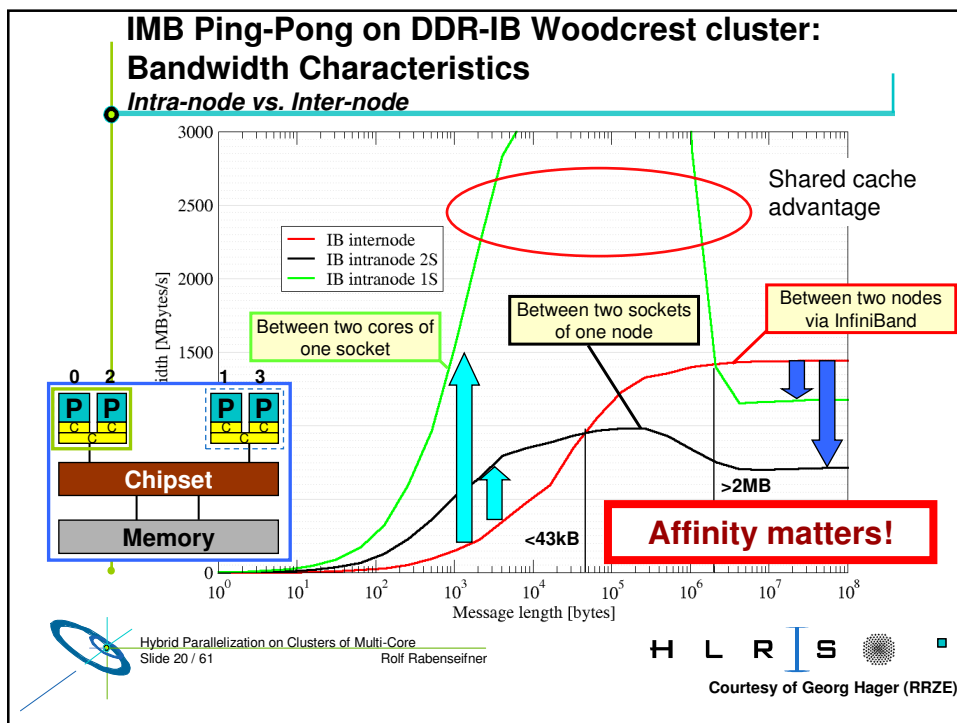 IMB Ping-Pong on DDR-IB Woodcrest cluster:
Bandwidth Characteristics
Intra-node vs. Inter-node
3000
2500
2000
1500
0
IB internode
IB intranode 2S
IB intranode 1S
Shared cache
advantage
Between two cores of
one socket
Between two sockets
of one node
Between two nodes
via InfiniBand
0 2 1 3
P P P P
C C C C
C C
Chipset
Memory
<43kB
>2MB
Affinity matters!
10^0 10^1 10^2 10^3 10^4 10^5 10^6 10^7 10^8
Message length [bytes]
[MBytes/s]
Hybrid Parallelization on Clusters of Multi-Core
Slide 20 / 61 Rolf Rabenseifner
H L R I S
Courtesy of Georg Hager (RRZE)